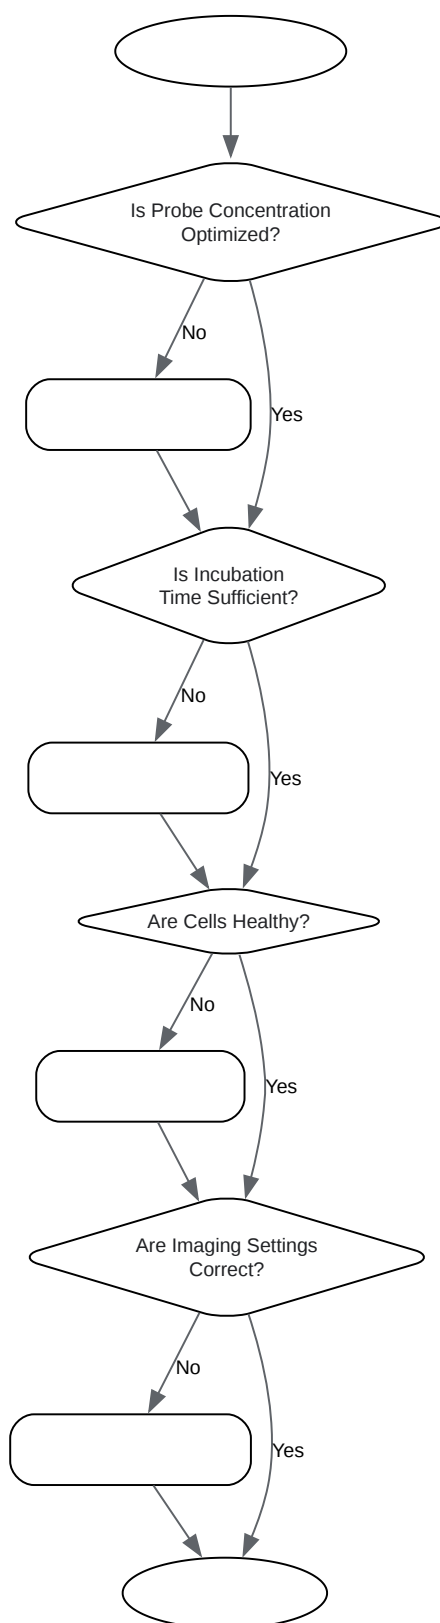 Is Probe Concentration
Optimized?
No
Yes
Is Incubation
Time Sufficient?
No
Yes
Are Cells Healthy?
No
Yes
Are Imaging Settings
Correct?
No
Yes